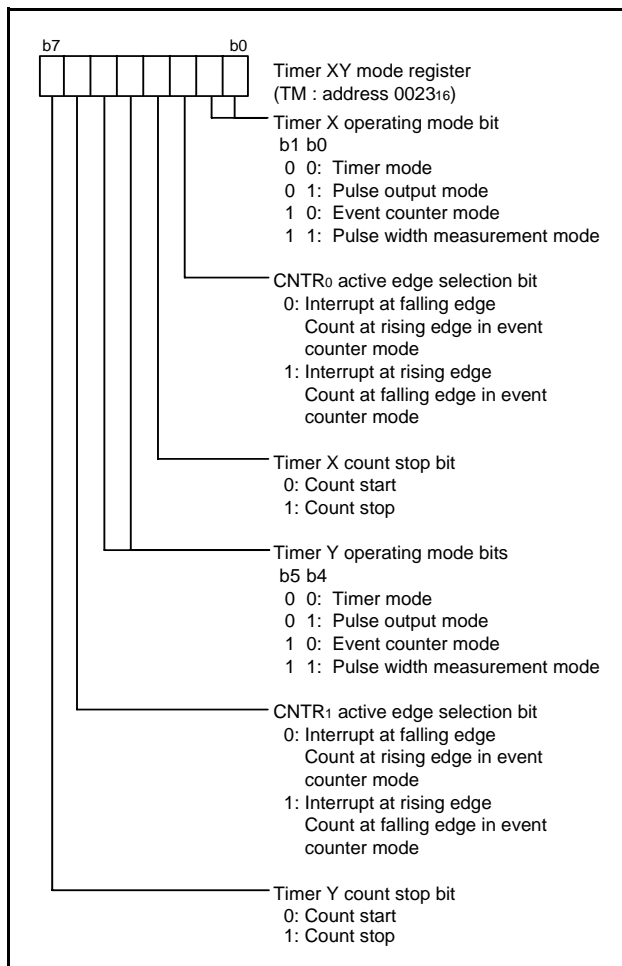 b7 b0
Timer XY mode register
(TM : address 002316)
Timer X operating mode bit
b1 b0
0 0: Timer mode
0 1: Pulse output mode
1 0: Event counter mode
1 1: Pulse width measurement mode
CNTR0 active edge selection bit
0: Interrupt at falling edge
Count at rising edge in event
counter mode
1: Interrupt at rising edge
Count at falling edge in event
counter mode
Timer X count stop bit
0: Count start
1: Count stop
Timer Y operating mode bits
b5 b4
0 0: Timer mode
0 1: Pulse output mode
1 0: Event counter mode
1 1: Pulse width measurement mode
CNTR1 active edge selection bit
0: Interrupt at falling edge
Count at rising edge in event
counter mode
1: Interrupt at rising edge
Count at falling edge in event
counter mode
Timer Y count stop bit
0: Count start
1: Count stop